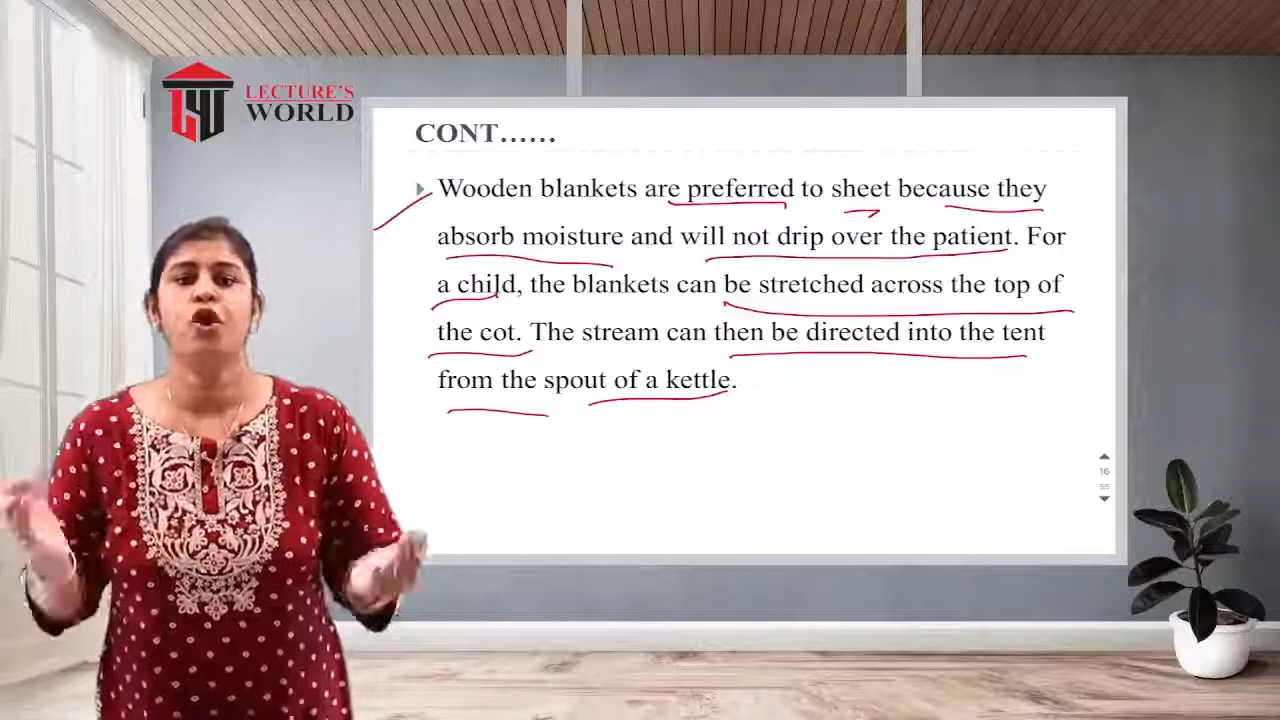 LECTURE'S
WORLD
CONT......
Wooden blankets are preferred to sheet because they
absorb moisture and will not drip over the patient. For
a child, the blankets can be stretched across the top of
the cot. The stream can then be directed into the tent
from the spout of a kettle.
16
55